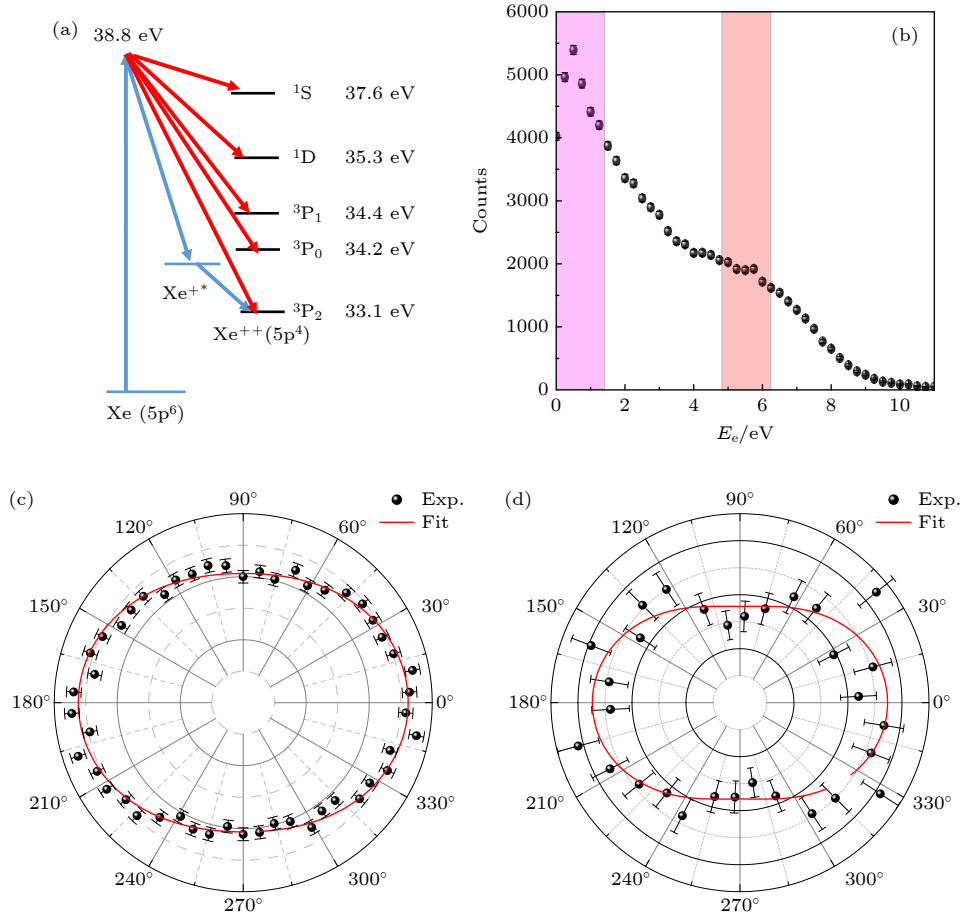 (a)
38.8 eV
¹S 37.6 eV
¹D 35.3 eV
³P₁ 34.4 eV
³P₀ 34.2 eV
Xe⁺*
³P₂ 33.1 eV
Xe⁺⁺(5p⁴)
Xe (5p⁶)
(b)
6000
5000
4000
3000
2000
1000
0
Counts
0 2 4 6 8 10
Eₑ/eV
(c)
Exp.
Fit
90°
120° 60°
150° 30°
180° 0°
210° 330°
240° 300°
270°
(d)
Exp.
Fit
90°
120° 60°
150° 30°
180° 0°
210° 330°
240° 300°
270°